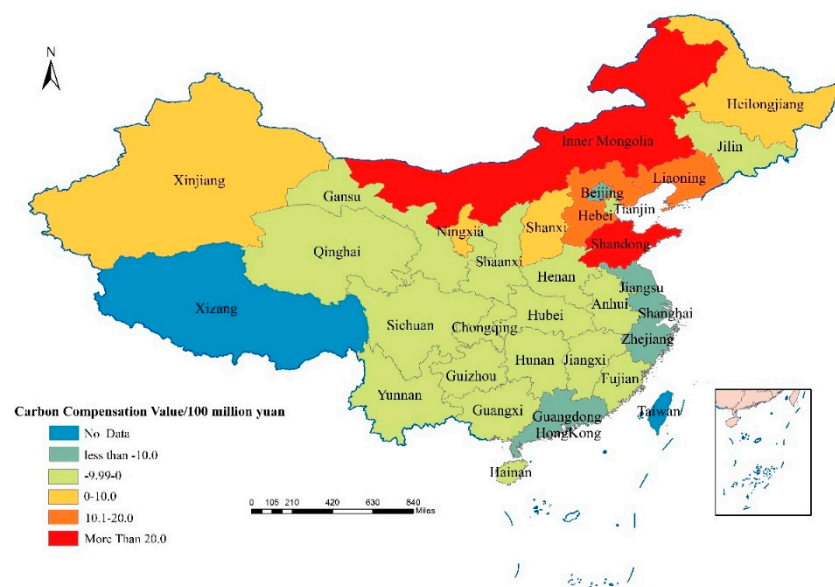 N
Heilongjiang
Inner Mongolia
Jilin
Xinjiang
Beijing
Liaoning
Gansu
Hebei
Tianjin
Ningxia
Shanxi
Shandong
Qinghai
Shaanxi
Henan
Jiangsu
Xizang
Anhui
Shanghai
Hubei
Sichuan
Chongqing
Zhejiang
Hunan
Jiangxi
Guizhou
Fujian
Yunnan
Carbon Compensation Value/100 million yuan
Guangxi
Guangdong
Taiwan
HongKong
No Data
less than -10.0
-9.99-0
Hainan
0-10.0
10.1-20.0
More Than 20.0
0 105 210 420 630 840
Miles